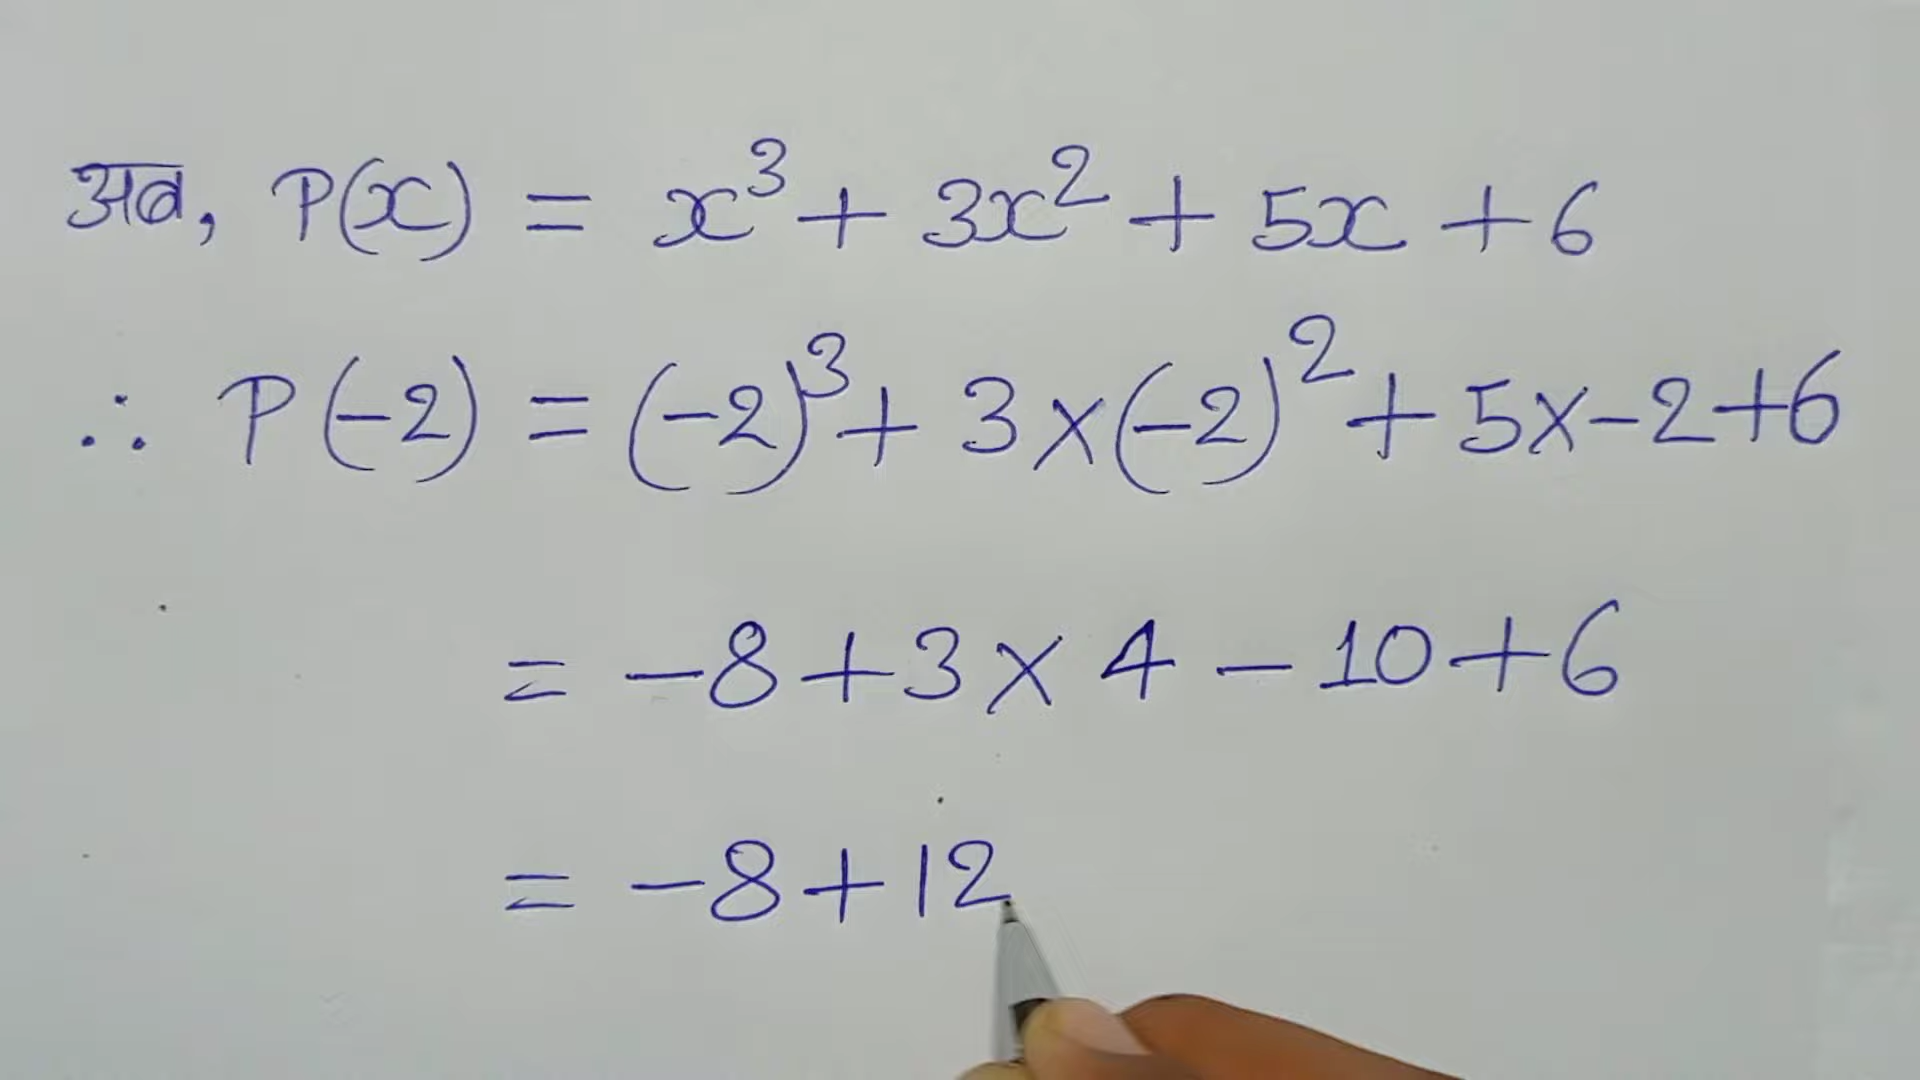 अब, P(x) = x³ + 3x² + 5x + 6
∴ P(-2) = (-2)³ + 3×(-2)² + 5×-2+6
= -8+3×4-10+6
= -8+12